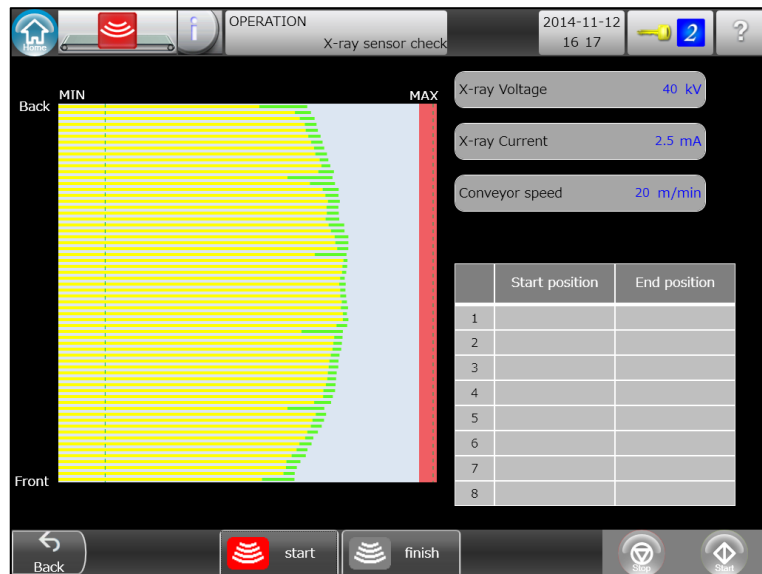 Home
i
OPERATION
X-ray sensor check
2014-11-12
16 17
2
?
MIN
MAX
Back
Front
X-ray Voltage 40 kV
X-ray Current 2.5 mA
Conveyor speed 20 m/min
Start position End position
1
2
3
4
5
6
7
8
Back
start
finish
Stop
Start